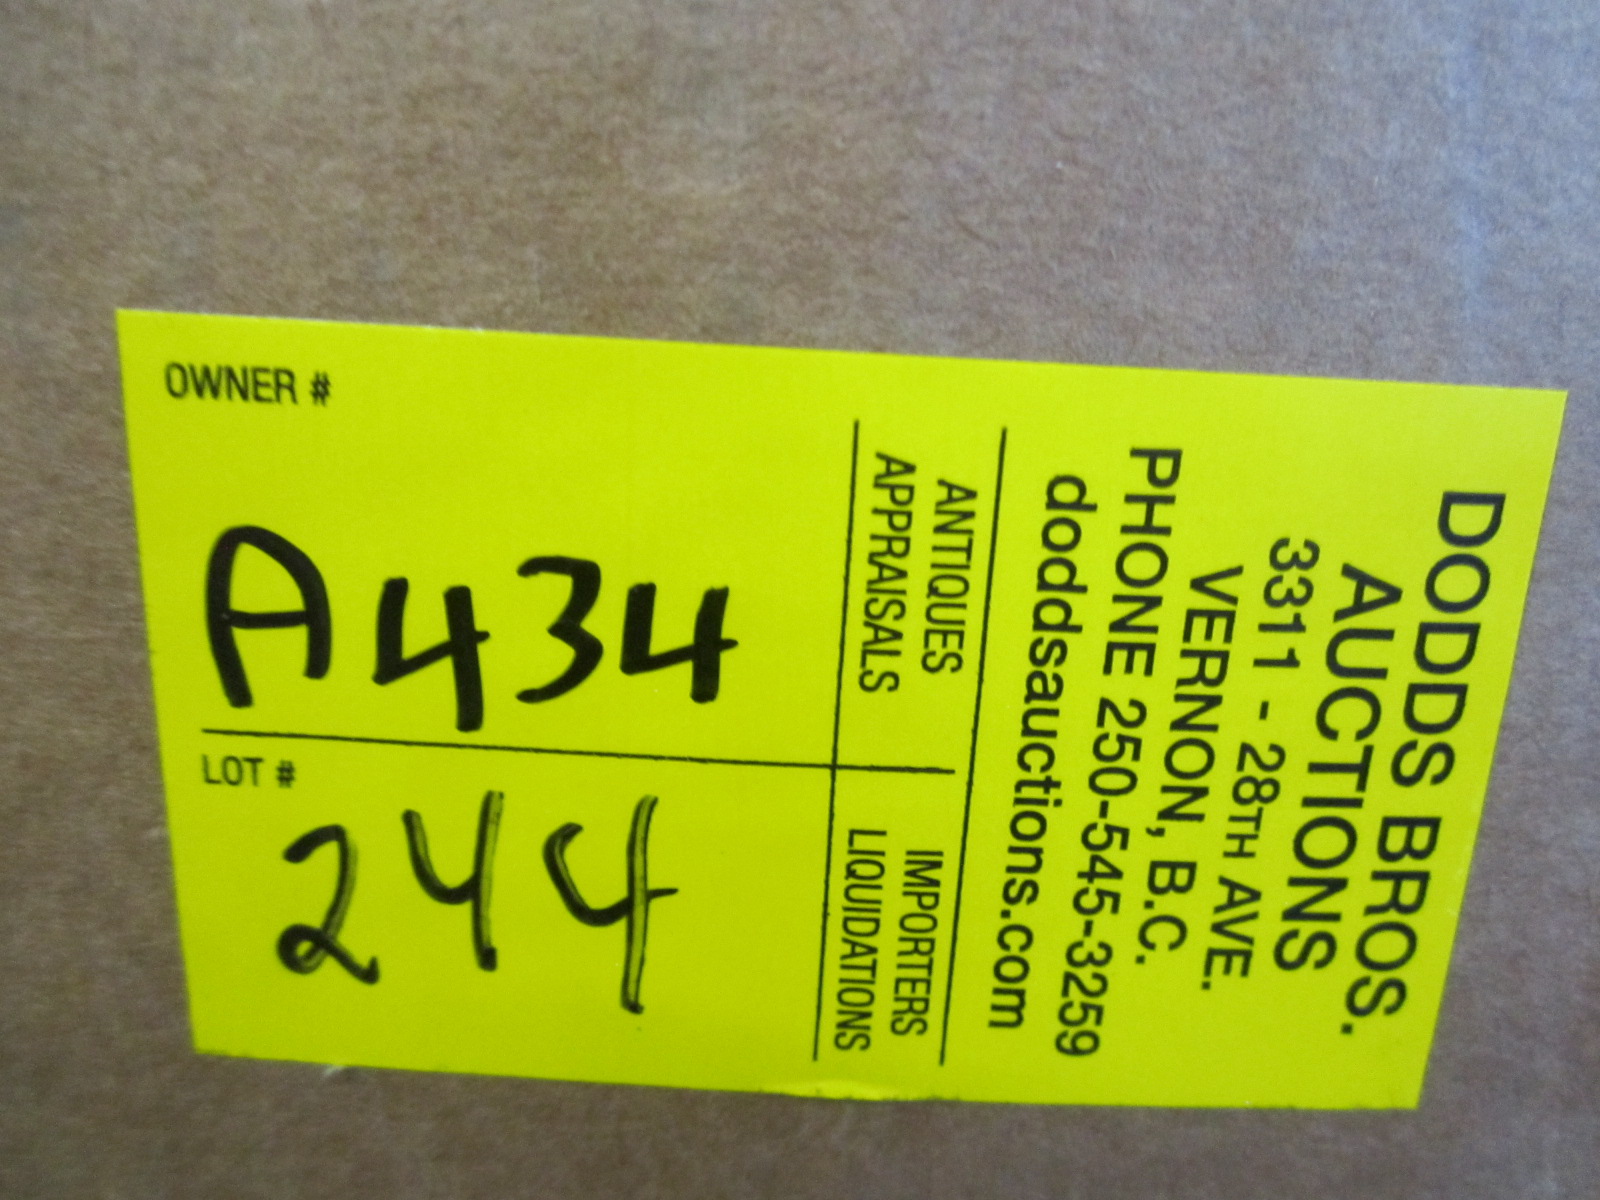 DODDS BROS.
AUCTIONS
3311 - 28TH AVE.
VERNON, B.C.
PHONE 250-545-3259
doddsauctions.com
ANTIQUES
APPRAISALS
IMPORTERS
LIQUIDATIONS
OWNER #
A434
LOT #
244